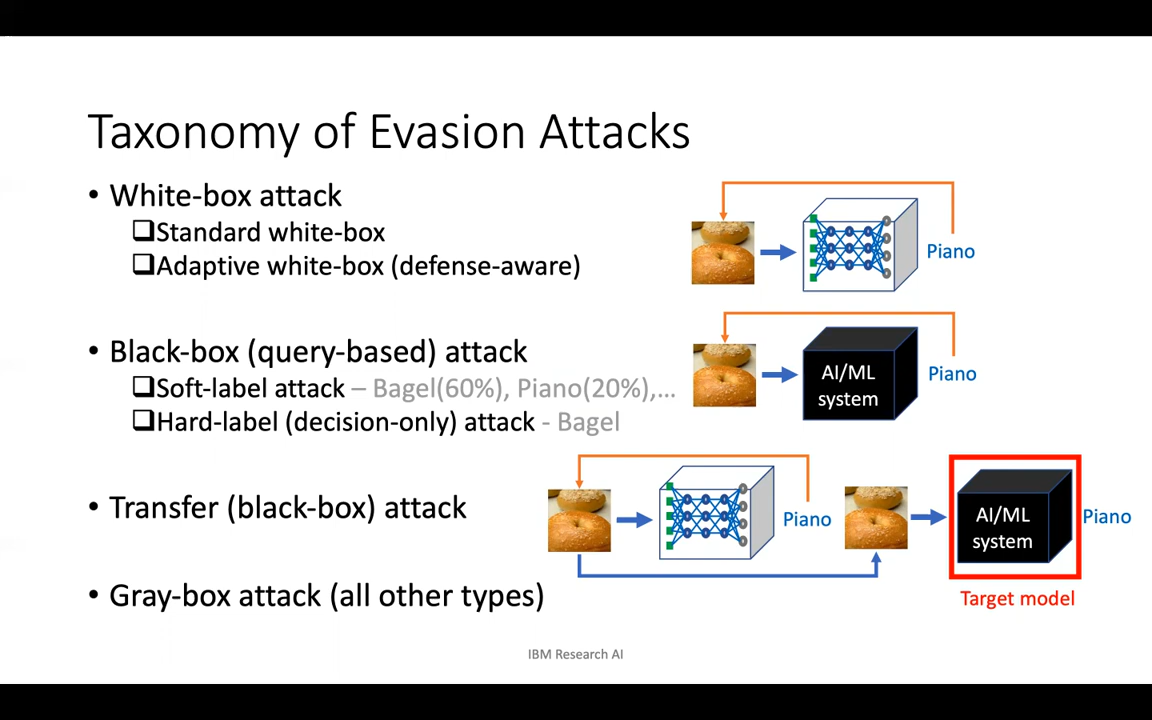 Taxonomy of Evasion Attacks
• White-box attack
❑Standard white-box
❑Adaptive white-box (defense-aware)
Piano
• Black-box (query-based) attack
❑Soft-label attack – Bagel(60%), Piano(20%),...
❑Hard-label (decision-only) attack - Bagel
AI/ML
system
Piano
• Transfer (black-box) attack
Piano
AI/ML
system
Piano
Target model
• Gray-box attack (all other types)
IBM Research AI